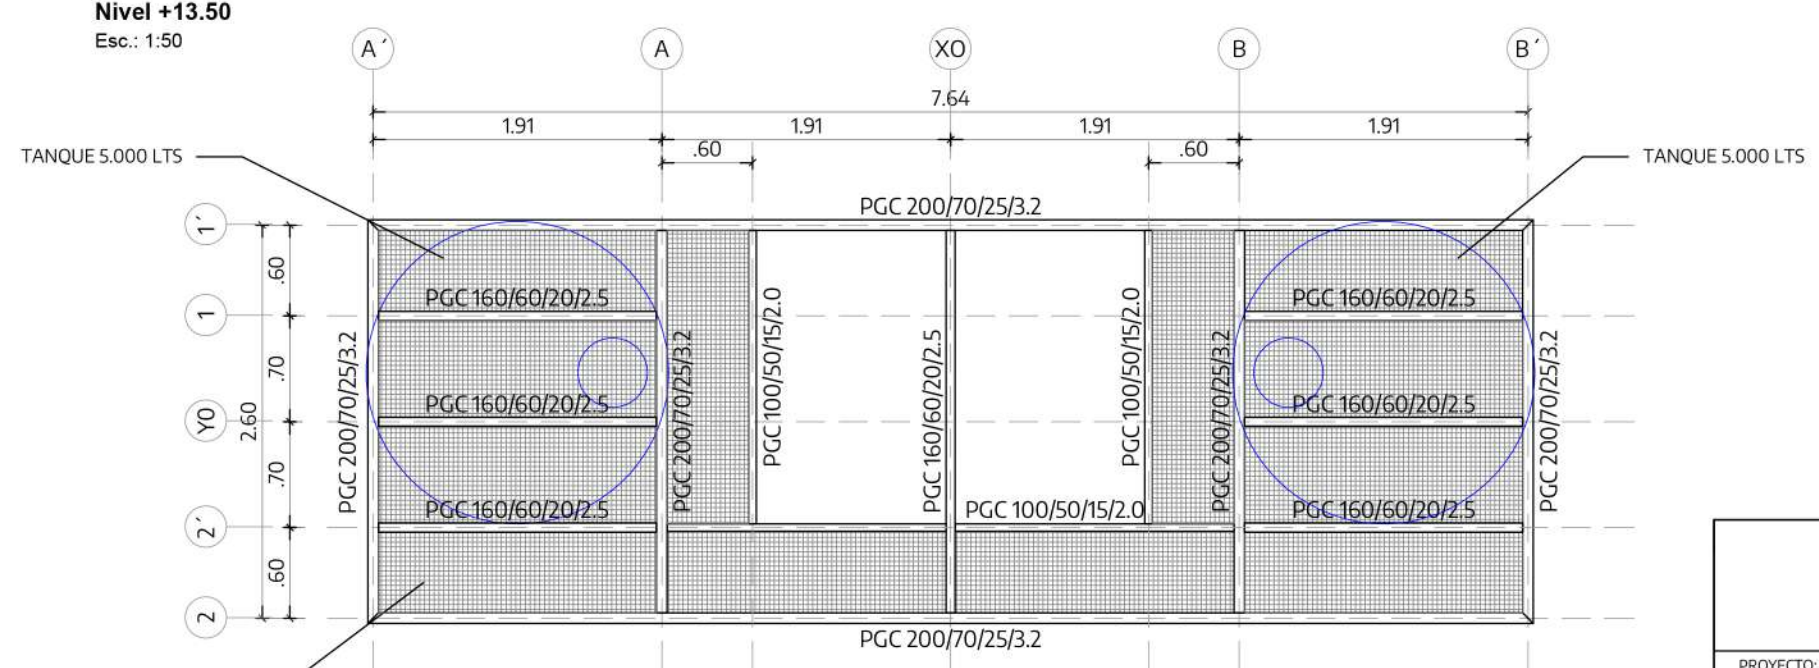 Nivel +13.50
Esc.: 1:50
A´ A XO B B´
7.64
1.91 1.91 1.91 1.91
.60 .60
TANQUE 5.000 LTS
TANQUE 5.000 LTS
PGC 200/70/25/3.2
1´
.60
PGC 160/60/20/2.5
PGC 160/60/20/2.5
1
PGC 200/70/25/3.2
PGC 200/70/25/3.2
PGC 100/50/15/2.0
PGC 160/60/20/2.5
PGC 100/50/15/2.0
PGC 200/70/25/3.2
PGC 200/70/25/3.2
.70
PGC 160/60/20/2.5
PGC 160/60/20/2.5
Y0
2.60
.70
PGC 160/60/20/2.5
PGC 100/50/15/2.0
PGC 160/60/20/2.5
2´
.60
2
PGC 200/70/25/3.2
PROYECTO: